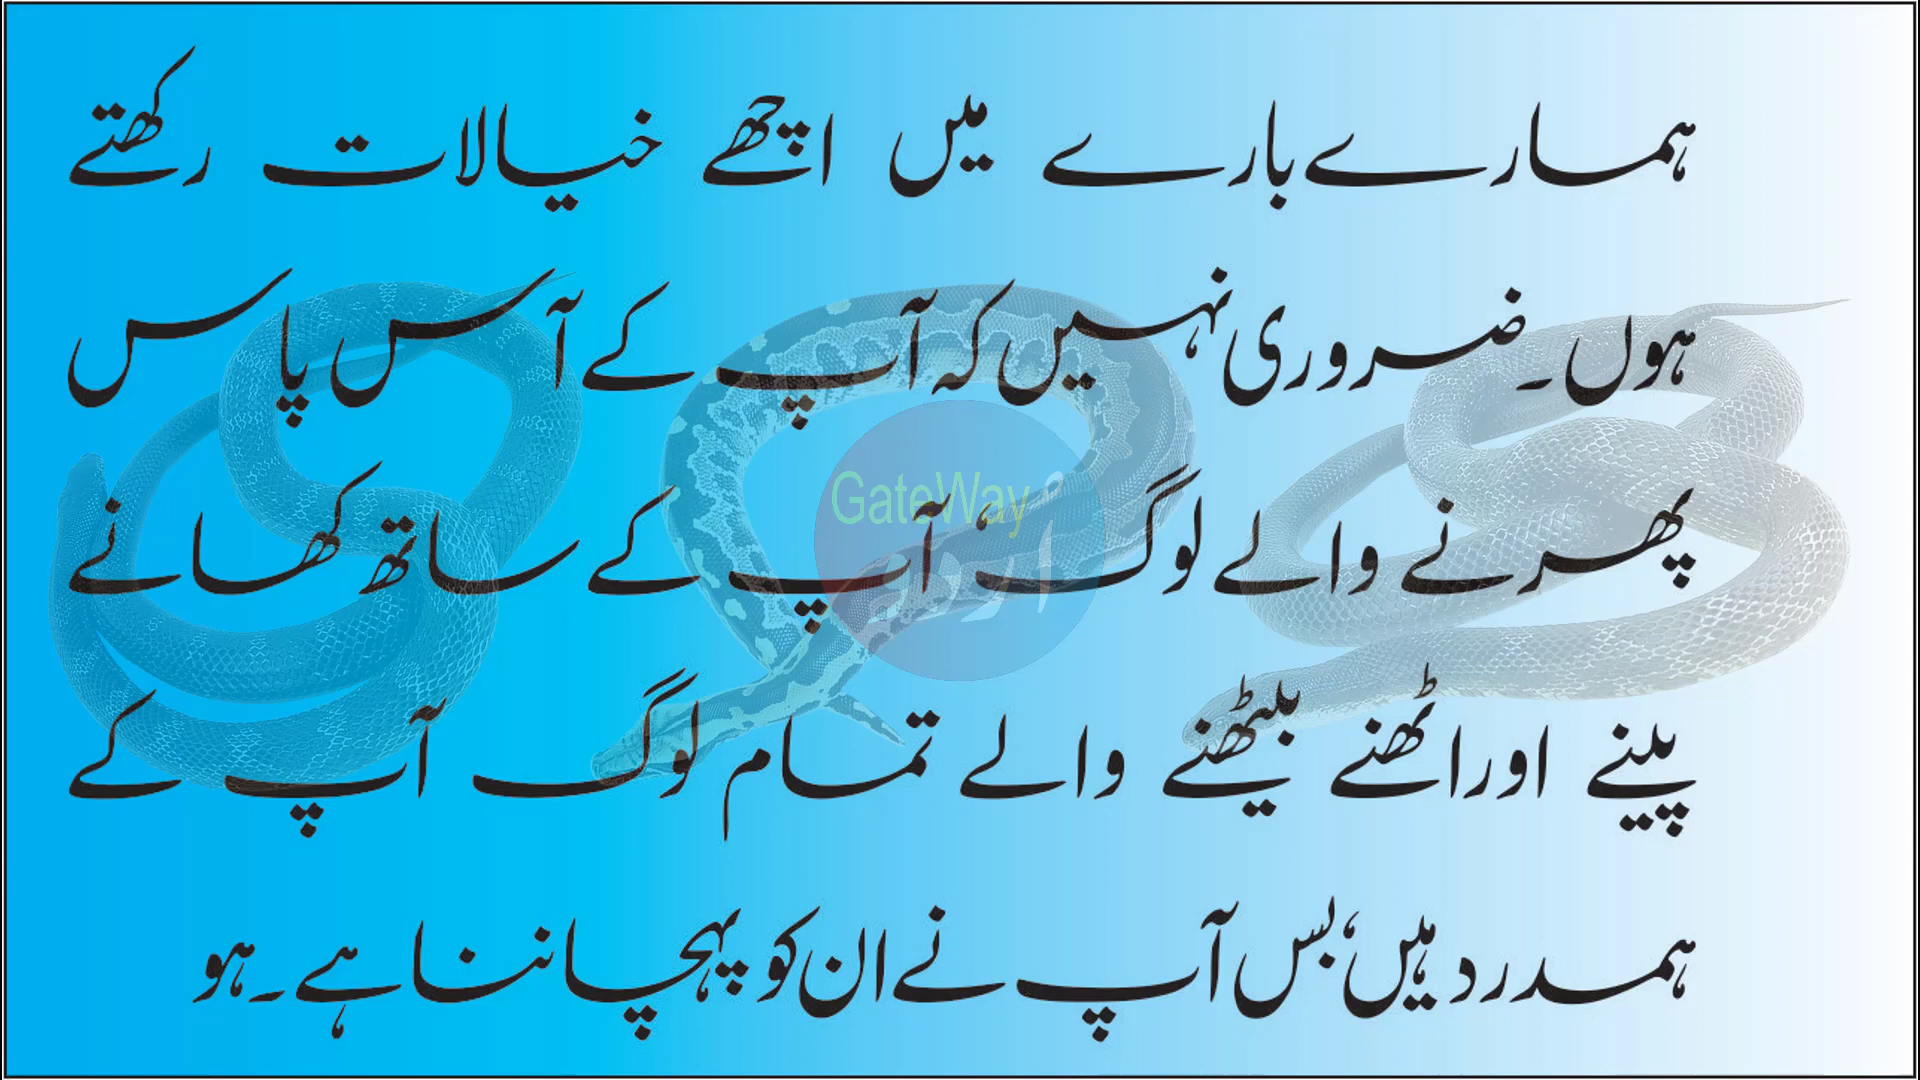 ہمارے بارے میں اچھے خیالات رکھتے
ہوں۔ ضروری نہیں کہ آپ کے آس پاس
پھرنے والے لوگ‘ آپ کے ساتھ کھانے
پینے اور اٹھنے بیٹھنے والے تمام لوگ آپ کے
ہمدرد ہیں‘ بس آپ نے ان کو پہچاننا ہے۔ ہو
GateWay
اردو